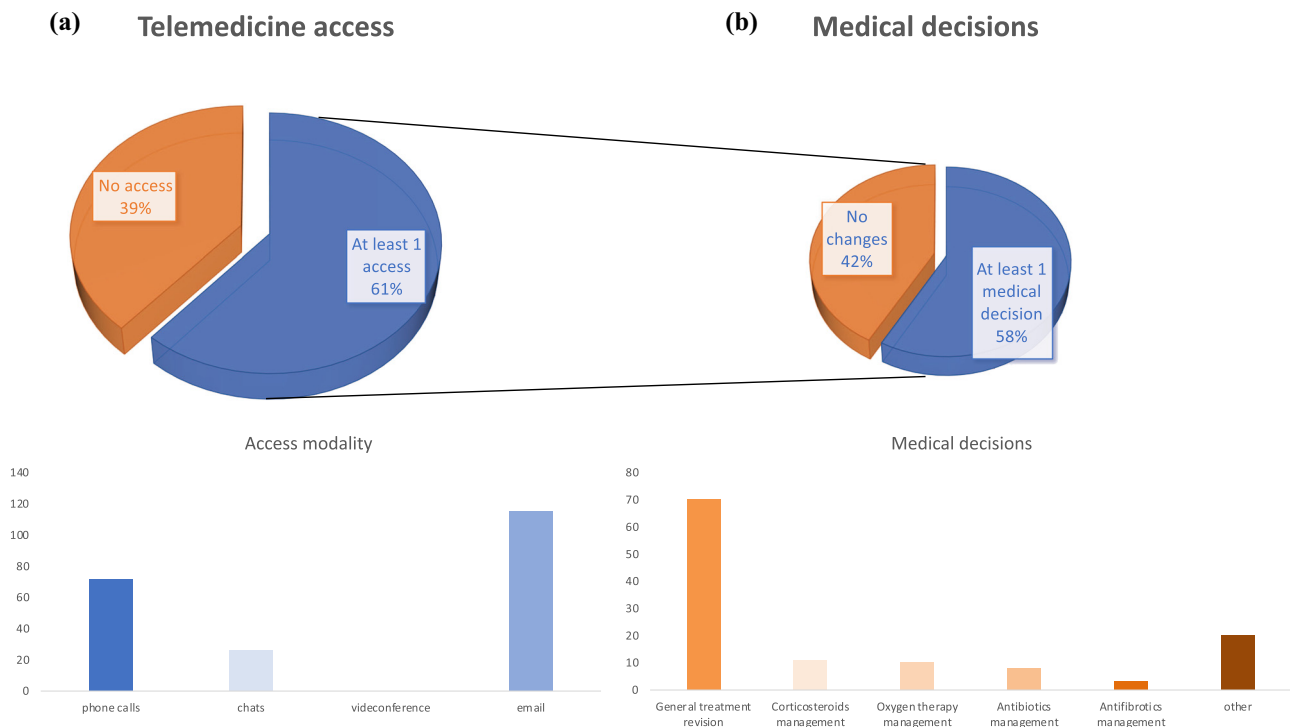 (a) Telemedicine access
No access
39%
At least 1
access
61%
(b) Medical decisions
No
changes
42%
At least 1
medical
decision
58%
Access modality
140
120
100
80
60
40
20
0
phone calls chats videconference email
Medical decisions
80
70
60
50
40
30
20
10
0
General treatment Corticosteroids Oxygen therapy Antibiotics Antifibrotics other
revision management management management management